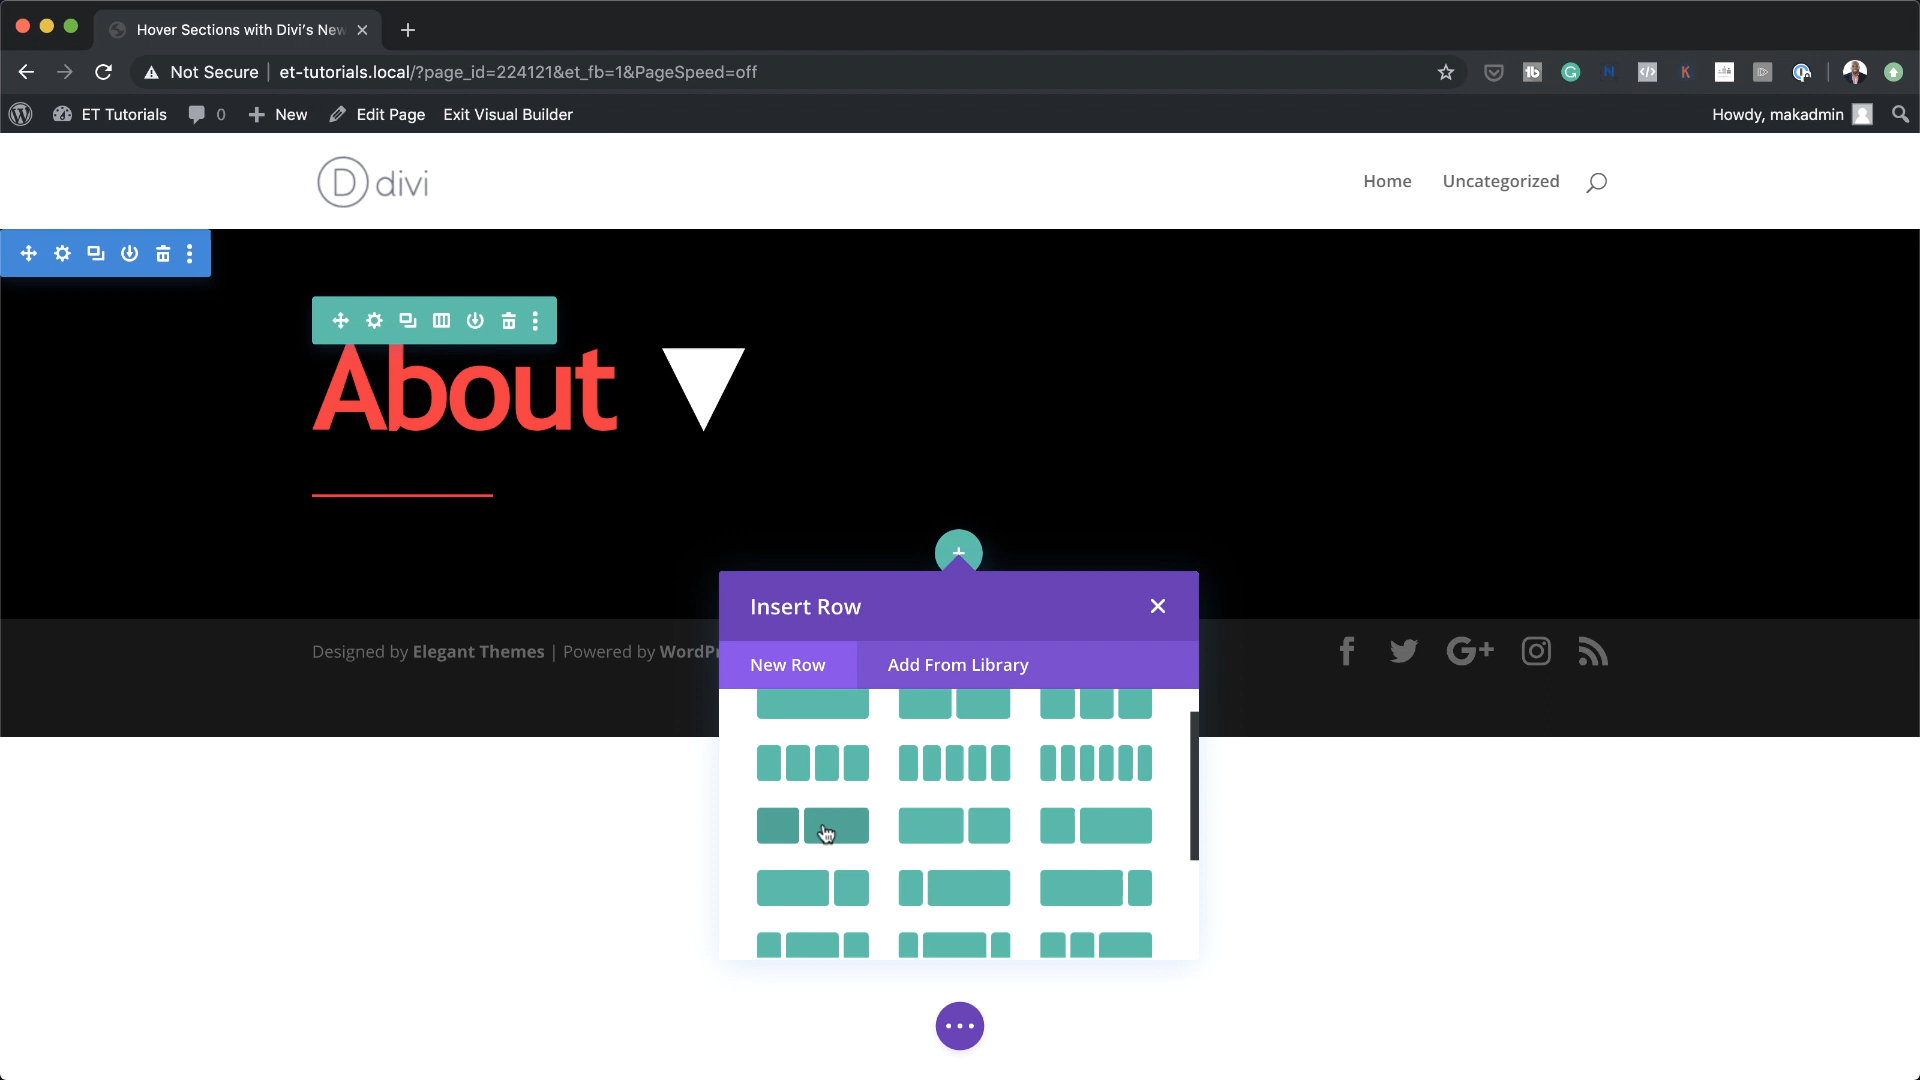 Hover Sections with Divi's New
Not Secure | et-tutorials.local/?page_id=224121&et_fb=1&PageSpeed=off
ET Tutorials 0 New Edit Page Exit Visual Builder Howdy, makadmin
D divi
Home Uncategorized
About
Insert Row
Designed by Elegant Themes | Powered by WordPr
New Row Add From Library